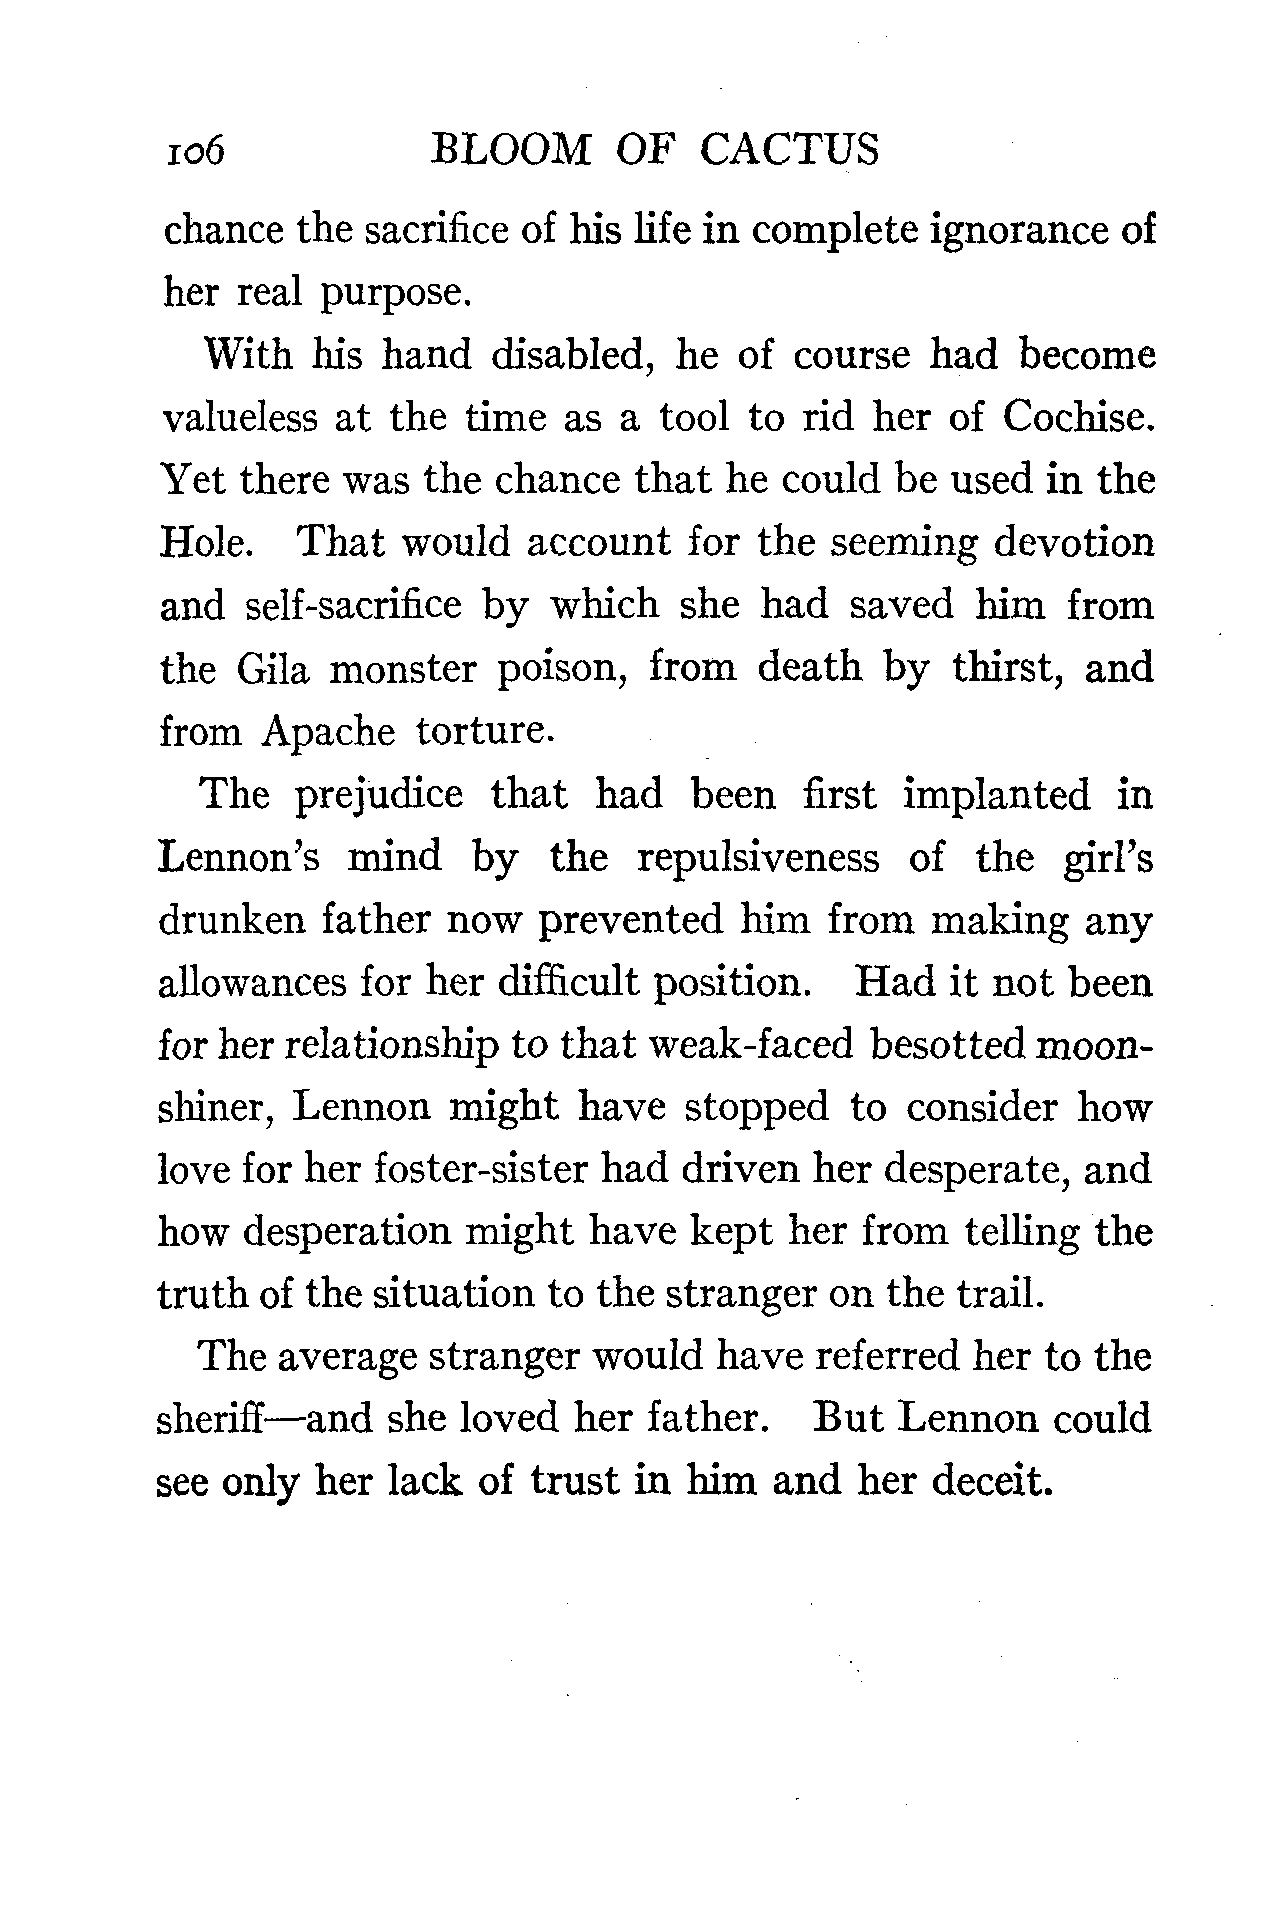 106 BLOOM OF CACTUS
chance the sacrifice of his life in complete ignorance of
her real purpose.
With his hand disabled, he of course had become
valueless at the time as a tool to rid her of Cochise.
Yet there was the chance that he could be used in the
Hole. That would account for the seeming devotion
and self-sacrifice by which she had saved him from
the Gila monster poison, from death by thirst, and
from Apache torture.
The prejudice that had been first implanted in
Lennon's mind by the repulsiveness of the girl's
drunken father now prevented him from making any
allowances for her difficult position. Had it not been
for her relationship to that weak-faced besotted moon-
shiner, Lennon might have stopped to consider how
love for her foster-sister had driven her desperate, and
how desperation might have kept her from telling the
truth of the situation to the stranger on the trail.
The average stranger would have referred her to the
sheriff—and she loved her father. But Lennon could
see only her lack of trust in him and her deceit.